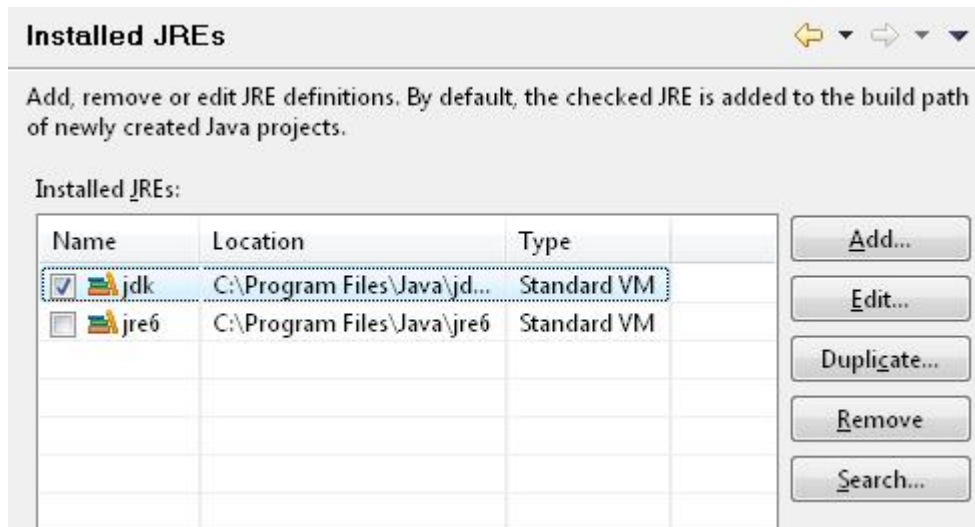 Installed JREs
Add, remove or edit JRE definitions. By default, the checked JRE is added to the build path
of newly created Java projects.
Installed JREs:
Name Location Type
jdk C:\Program Files\Java\jd... Standard VM
jre6 C:\Program Files\Java\jre6 Standard VM
Add...
Edit...
Duplicate...
Remove
Search...